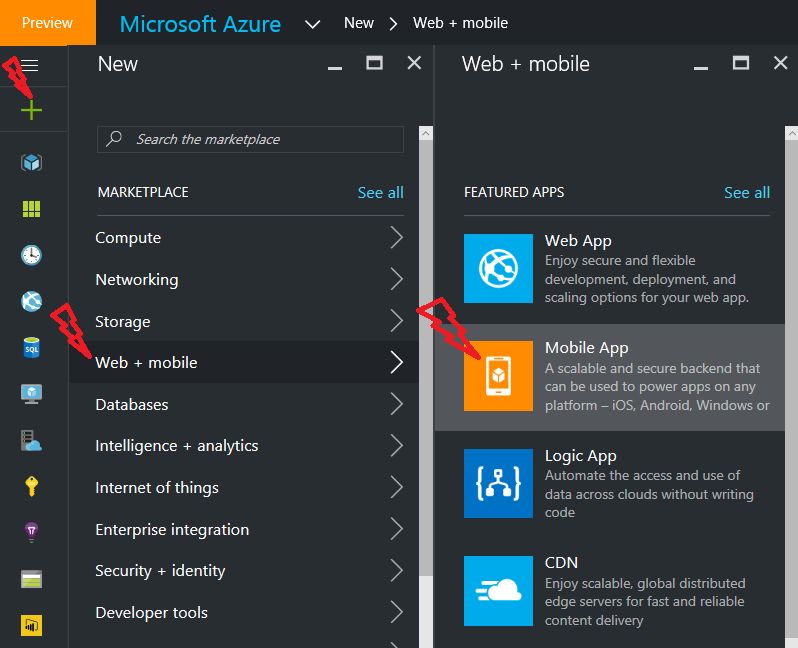 Preview
Microsoft Azure
New
Web + mobile
New
Search the marketplace
MARKETPLACE
See all
Compute
Networking
Storage
Web + mobile
Databases
Intelligence + analytics
Internet of things
Enterprise integration
Security + identity
Developer tools
Web + mobile
FEATURED APPS
See all
Web App
Enjoy secure and flexible
development, deployment, and
scaling options for your web app.
Mobile App
A scalable and secure backend that
can be used to power apps on any
platform – iOS, Android, Windows or
Logic App
Automate the access and use of
data across clouds without writing
code
CDN
Enjoy scalable, global distributed
edge servers for fast and reliable
content delivery
SQL